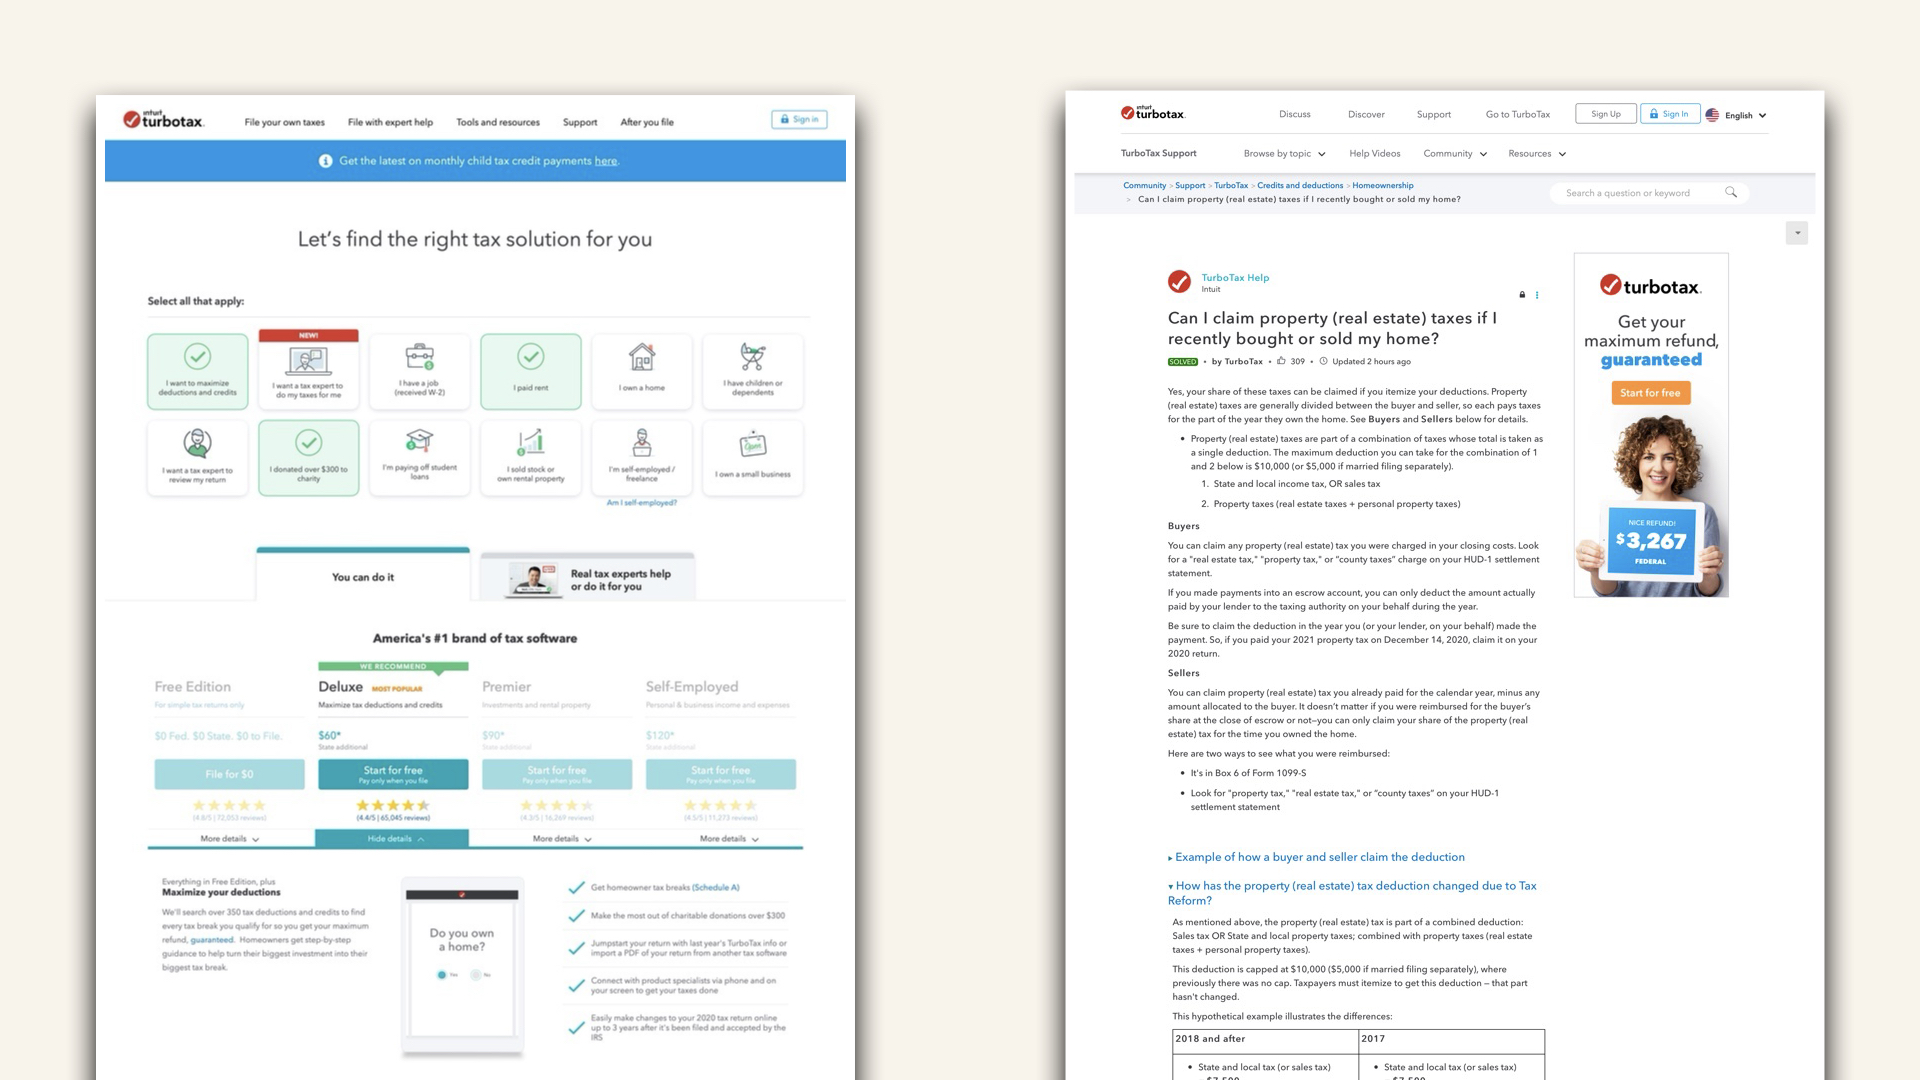 intuit
turbotax.
File your own taxes
File with expert help
Tools and resources
Support
After you file
Sign in
Get the latest on monthly child tax credit payments here.
Let's find the right tax solution for you
Select all that apply:
I want to maximize
deductions and credits
NEW!
I want a tax expert to
do my taxes for me
I have a job
(received W-2)
I paid rent
I own a home
I have children or
dependents
I want a tax expert to
review my return
I donated over $300 to
charity
I'm paying off student
loans
I sold stock or
own rental property
I'm self-employed /
freelance
Am I self-employed?
Open
I own a small business
You can do it
Real tax experts help
or do it for you
America's #1 brand of tax software
WE RECOMMEND
Free Edition
For simple tax returns only
$0 Fed. $0 State. $0 to File.
File for $0
(4.8/5 | 72,053 reviews)
More details
Deluxe MOST POPULAR
Maximize tax deductions and credits
$60*
State additional
Start for free
Pay only when you file
(4.4/5 | 65,045 reviews)
Hide details
Premier
Investments and rental property
$90*
State additional
Start for free
Pay only when you file
(4.3/5 | 16,269 reviews)
More details
Self-Employed
Personal & business income and expenses
$120*
State additional
Start for free
Pay only when you file
(4.5/5 | 11,273 reviews)
More details
Everything in Free Edition, plus
Maximize your deductions
We'll search over 350 tax deductions and credits to find
every tax break you qualify for so you get your maximum
refund, guaranteed. Homeowners get step-by-step
guidance to help turn their biggest investment into their
biggest tax break.
Do you own
a home?
Yes
No
Get homeowner tax breaks (Schedule A)
Make the most out of charitable donations over $300
Jumpstart your return with last year's TurboTax info or
import a PDF of your return from another tax software
Connect with product specialists via phone and on
your screen to get your taxes done
Easily make changes to your 2020 tax return online
up to 3 years after it's been filed and accepted by the
IRS
intuit
turbotax.
Discuss
Discover
Support
Go to TurboTax
Sign Up
Sign In
English
TurboTax Support
Browse by topic
Help Videos
Community
Resources
Community > Support > TurboTax > Credits and deductions > Homeownership
> Can I claim property (real estate) taxes if I recently bought or sold my home?
Search a question or keyword
TurboTax Help
Intuit
Can I claim property (real estate) taxes if I
recently bought or sold my home?
SOLVED • by TurboTax • 309 • Updated 2 hours ago
Yes, your share of these taxes can be claimed if you itemize your deductions. Property
(real estate) taxes are generally divided between the buyer and seller, so each pays taxes
for the part of the year they own the home. See Buyers and Sellers below for details.
• Property (real estate) taxes are part of a combination of taxes whose total is taken as
a single deduction. The maximum deduction you can take for the combination of 1
and 2 below is $10,000 (or $5,000 if married filing separately).
1. State and local income tax, OR sales tax
2. Property taxes (real estate taxes + personal property taxes)
Buyers
You can claim any property (real estate) tax you were charged in your closing costs. Look
for a "real estate tax," "property tax," or "county taxes" charge on your HUD-1 settlement
statement.
If you made payments into an escrow account, you can only deduct the amount actually
paid by your lender to the taxing authority on your behalf during the year.
Be sure to claim the deduction in the year you (or your lender, on your behalf) made the
payment. So, if you paid your 2021 property tax on December 14, 2020, claim it on your
2020 return.
Sellers
You can claim property (real estate) tax you already paid for the calendar year, minus any
amount allocated to the buyer. It doesn't matter if you were reimbursed for the buyer's
share at the close of escrow or not—you can only claim your share of the property (real
estate) tax for the time you owned the home.
Here are two ways to see what you were reimbursed:
• It's in Box 6 of Form 1099-S
• Look for "property tax," "real estate tax," or "county taxes" on your HUD-1
settlement statement
Example of how a buyer and seller claim the deduction
How has the property (real estate) tax deduction changed due to Tax
Reform?
As mentioned above, the property (real estate) tax is part of a combined deduction:
Sales tax OR State and local property taxes; combined with property taxes (real estate
taxes + personal property taxes).
This deduction is capped at $10,000 ($5,000 if married filing separately), where
previously there was no cap. Taxpayers must itemize to get this deduction – that part
hasn't changed.
This hypothetical example illustrates the differences:
2018 and after
2017
• State and local tax (or sales tax)
• State and local tax (or sales tax)
turbotax.
Get your
maximum refund,
guaranteed
Start for free
NICE REFUND!
$3,267
FEDERAL